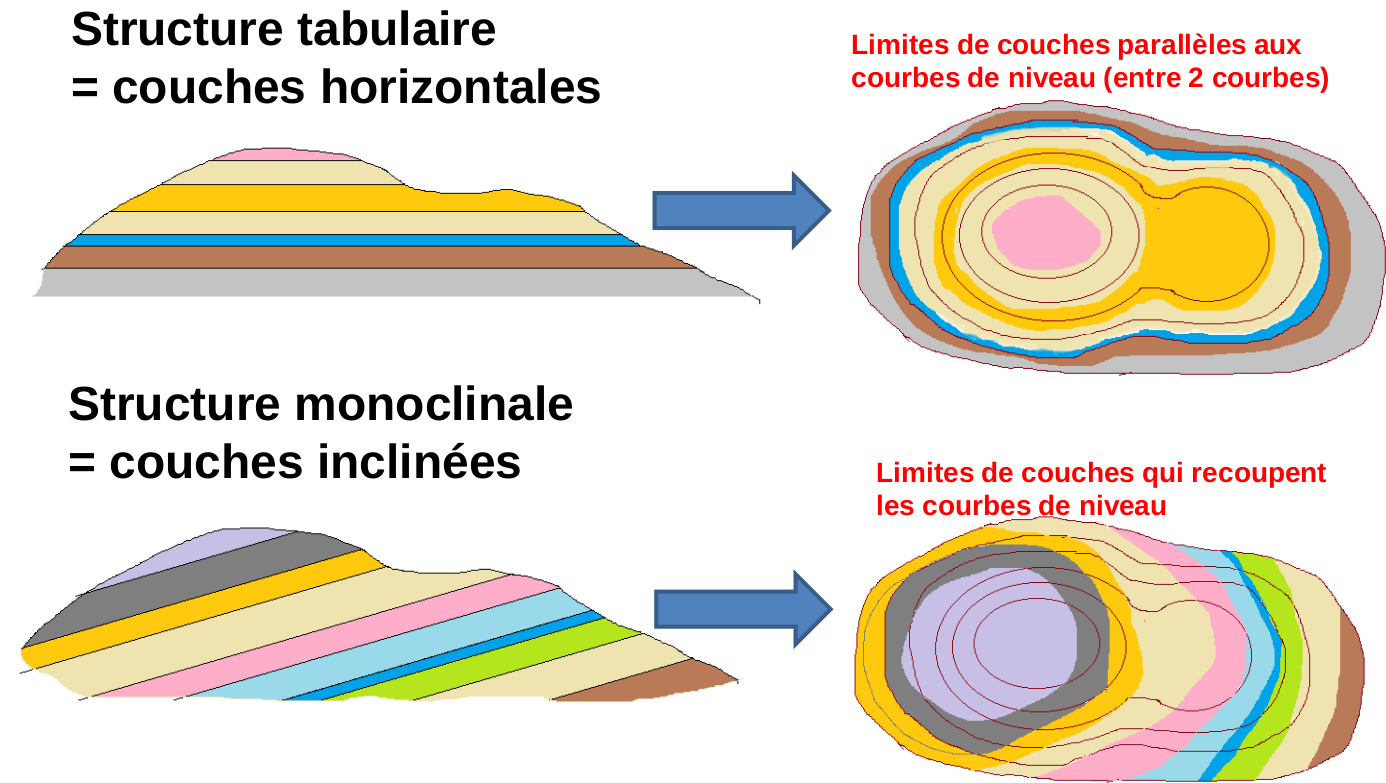 Structure tabulaire
= couches horizontales
Limites de couches parallèles aux
courbes de niveau (entre 2 courbes)
Structure monoclinale
= couches inclinées
Limites de couches qui recoupent
les courbes de niveau